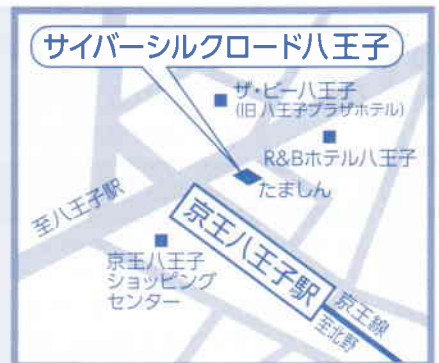 サイバーシルクロード八王子
ザ・ビー八王子
(旧 八王子プラザホテル)
R&Bホテル八王子
たましん
至八王子駅
京王八王子駅
京王八王子
ショッピング
センター
京王線
至北野